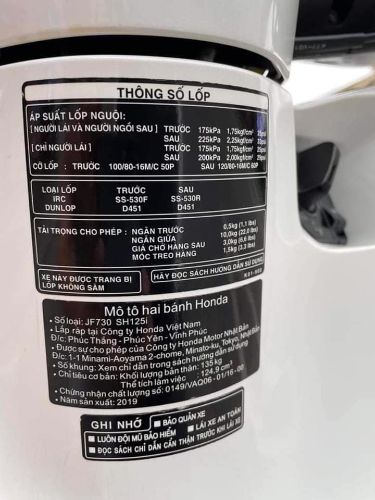 THÔNG SỐ LỐP
ÁP SUẤT LỐP NGUỘI:
[NGƯỜI LÁI VÀ NGƯỜI NGỒI SAU] TRƯỚC 175kPa 1,75kgf/cm² 25psi
SAU 225kPa 2,25kgf/cm² 33psi
[CHỈ NGƯỜI LÁI] TRƯỚC 175kPa 1,75kgf/cm² 25psi
SAU 200kPa 2,00kgf/cm² 29psi
CỠ LỐP: TRƯỚC 100/80-16M/C 50P SAU 120/80-16M/C 60P
LOẠI LỐP TRƯỚC SAU
IRC SS-530F SS-530R
DUNLOP D451 D451
TẢI TRỌNG CHO PHÉP: NGĂN TRƯỚC 0,5kg (1,1 lbs)
NGĂN GIỮA 10,0kg (22,0 lbs)
GIÁ CHỞ HÀNG SAU 3,0kg (6,6 lbs)
MÓC TREO HÀNG 1,5kg (3,3 lbs)
XE NÀY ĐƯỢC TRANG BỊ LỐP KHÔNG SĂM
HÃY ĐỌC SÁCH HƯỚNG DẪN SỬ DỤNG
Mô tô hai bánh Honda
• Số loại: JF730 SH125i
• Lắp ráp tại Công ty Honda Việt Nam
Đ/c: Phúc Thắng - Phúc Yên - Vĩnh Phúc
Được sự cho phép của Công ty Honda Motor Nhật Bản
Đ/c: 1-1 Minami-Aoyama 2-chome, Minato-ku, Tokyo, Nhật Bản
• Số khung: Xem chỉ dẫn trong sách hướng dẫn sử dụng
• Chỉ tiêu cơ bản: Khối lượng bản thân: 135 kg
Thể tích làm việc : 124,9 cm³
• Chứng nhận chất lượng số: 0149/VAQ06 - 01/16 - 00
• Năm sản xuất: 2019
GHI NHỚ
BẢO QUẢN XE
LUÔN ĐỘI MŨ BẢO HIỂM
LÁI XE AN TOÀN
ĐỌC SÁCH CHỈ DẪN CẨN THẬN TRƯỚC KHI LÁI XE